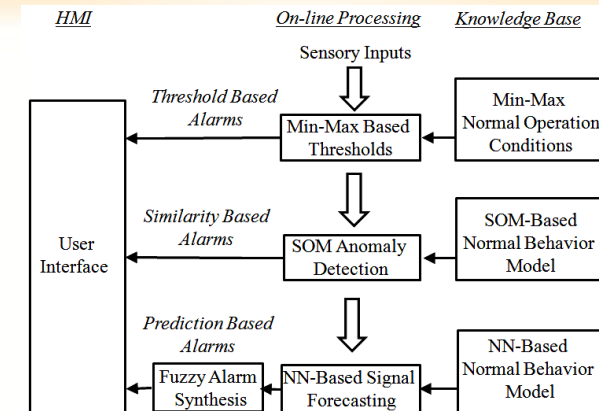 HMI
On-line Processing
Knowledge Base
Sensory Inputs
Threshold Based
Alarms
Min-Max Based
Thresholds
Min-Max
Normal Operation
Conditions
Similarity Based
Alarms
User
Interface
SOM Anomaly
Detection
SOM-Based
Normal Behavior
Model
Prediction Based
Alarms
Fuzzy Alarm
Synthesis
NN-Based Signal
Forecasting
NN-Based
Normal Behavior
Model